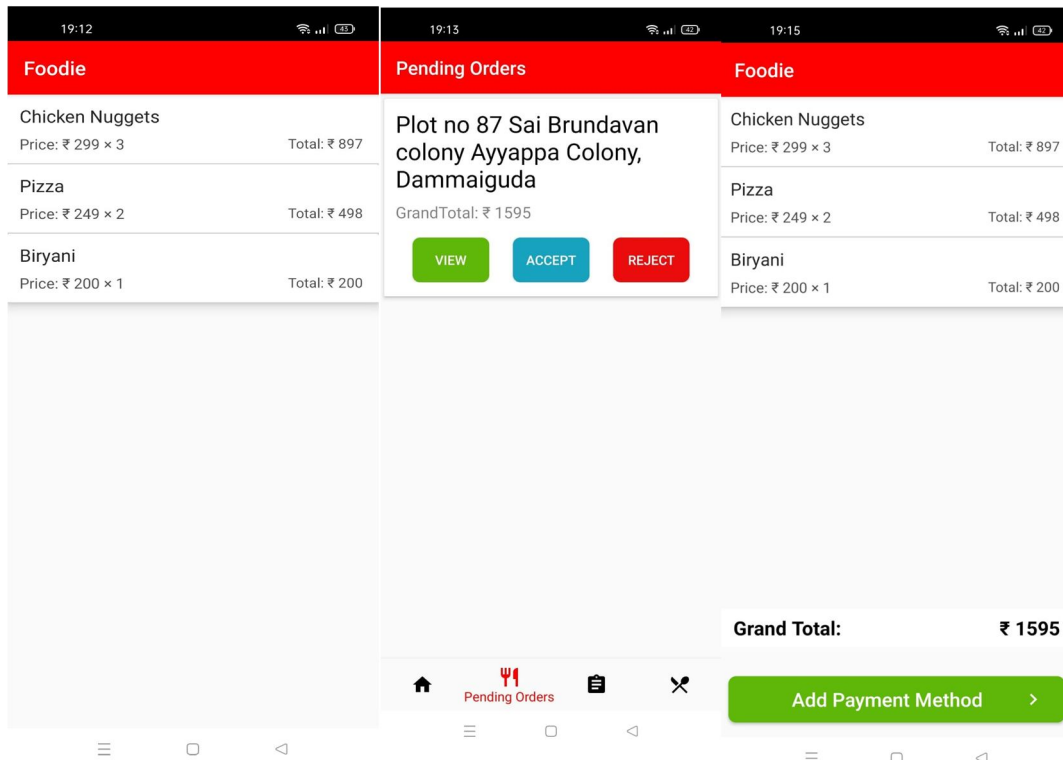 19:12
45
Foodie
Chicken Nuggets
Price: ₹ 299 × 3 Total: ₹ 897
Pizza
Price: ₹ 249 × 2 Total: ₹ 498
Biryani
Price: ₹ 200 × 1 Total: ₹ 200
19:13
42
Pending Orders
Plot no 87 Sai Brundavan
colony Ayyappa Colony,
Dammaiguda
GrandTotal: ₹ 1595
VIEW ACCEPT REJECT
Pending Orders
19:15
42
Foodie
Chicken Nuggets
Price: ₹ 299 × 3 Total: ₹ 897
Pizza
Price: ₹ 249 × 2 Total: ₹ 498
Biryani
Price: ₹ 200 × 1 Total: ₹ 200
Grand Total: ₹ 1595
Add Payment Method